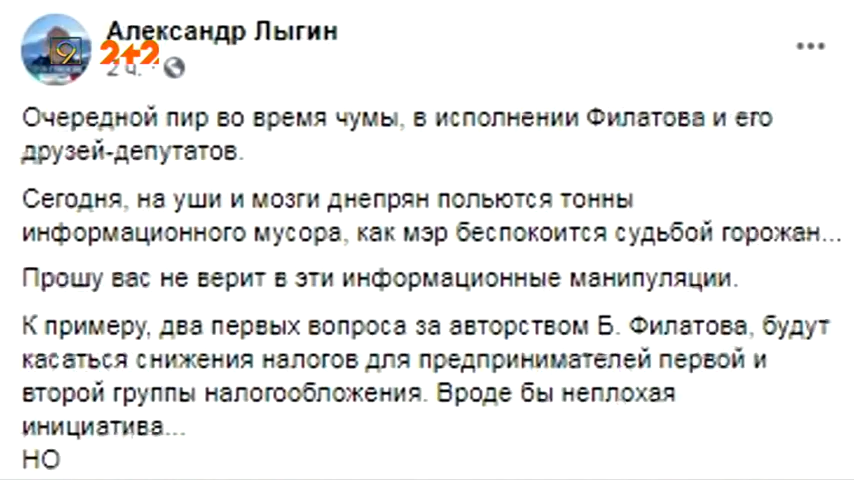 Александр Лыгин
9 2+2
2 ч. ·
Очередной пир во время чумы, в исполнении Филатова и его
друзей-депутатов.
Сегодня, на уши и мозги днепрян польются тонны
информационного мусора, как мэр беспокоится судьбой горожан...
Прошу вас не верит в эти информационные манипуляции.
К примеру, два первых вопроса за авторством Б. Филатова, будут
касаться снижения налогов для предпринимателей первой и
второй группы налогообложения. Вроде бы неплохая
инициатива...
НО